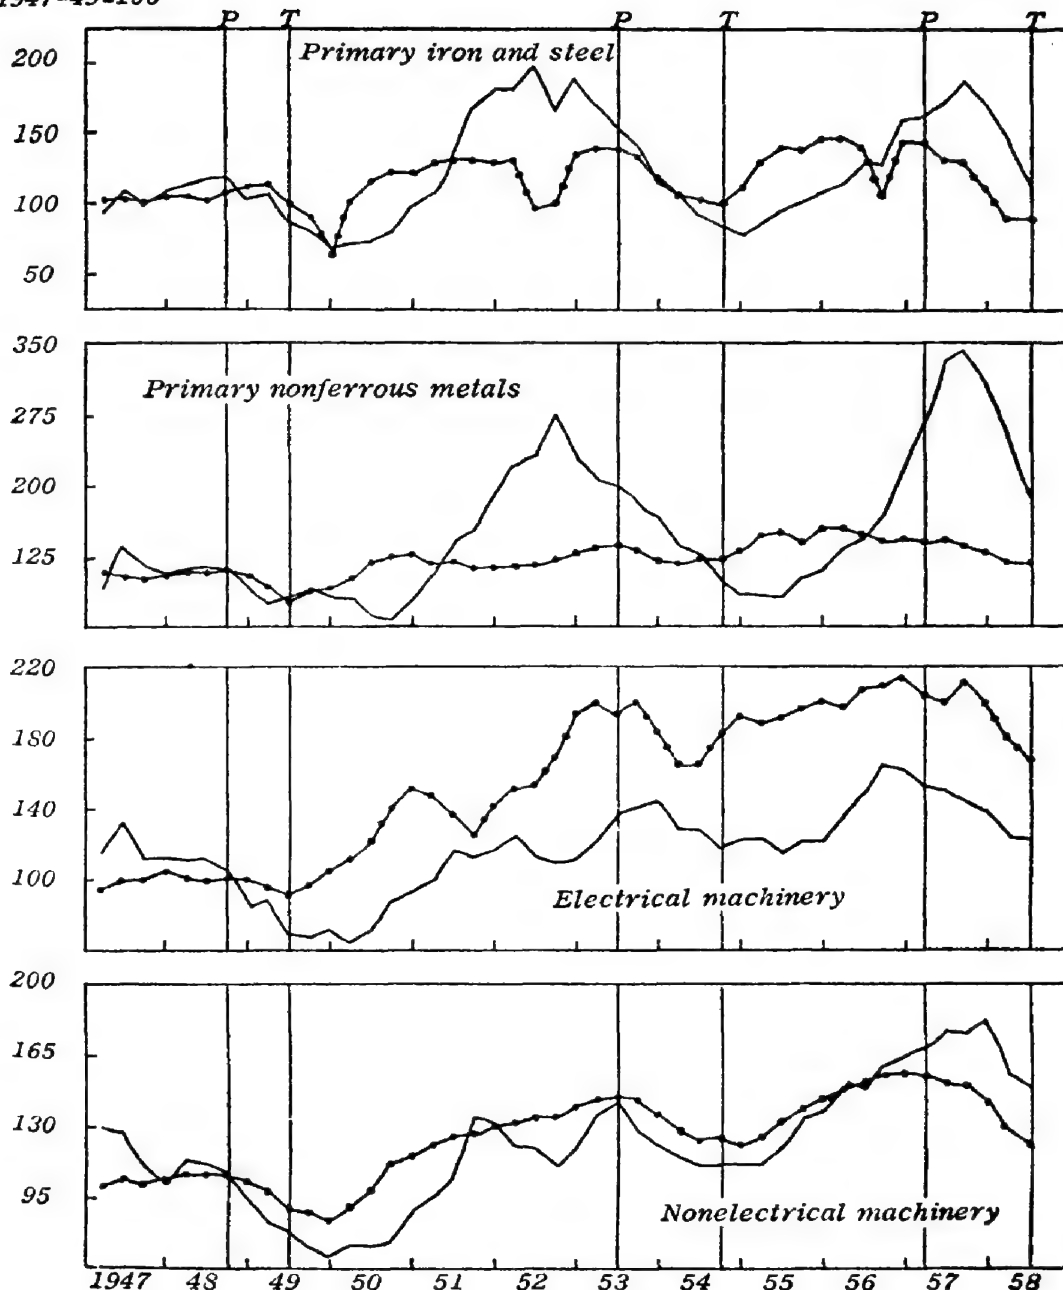 1947-49=100
P T P T P T
Primary iron and steel
200
150
100
50
Primary nonferrous metals
350
275
200
125
Electrical machinery
220
180
140
100
Nonelectrical machinery
200
165
130
95
1947 48 49 50 51 52 53 54 55 56 57 58